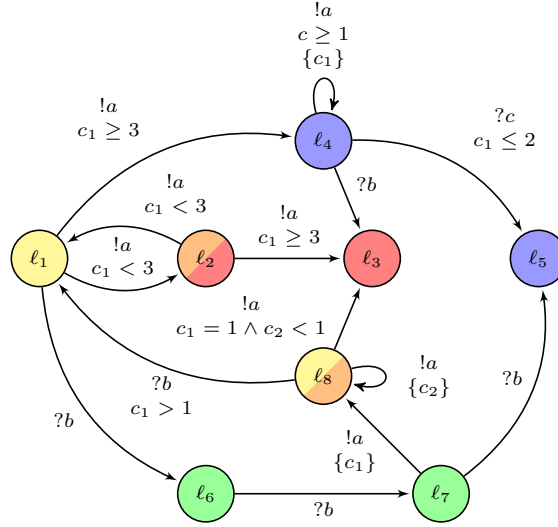 !a
c ≥ 1
{c₁}
ℓ₄
!a
c₁ ≥ 3
?c
c₁ ≤ 2
?b
!a
c₁ < 3
!a
c₁ < 3
!a
c₁ ≥ 3
ℓ₁
ℓ₂
ℓ₃
ℓ₅
!a
c₁ = 1 ∧ c₂ < 1
?b
c₁ > 1
ℓ₈
!a
{c₂}
?b
?b
!a
{c₁}
ℓ₆
?b
ℓ₇